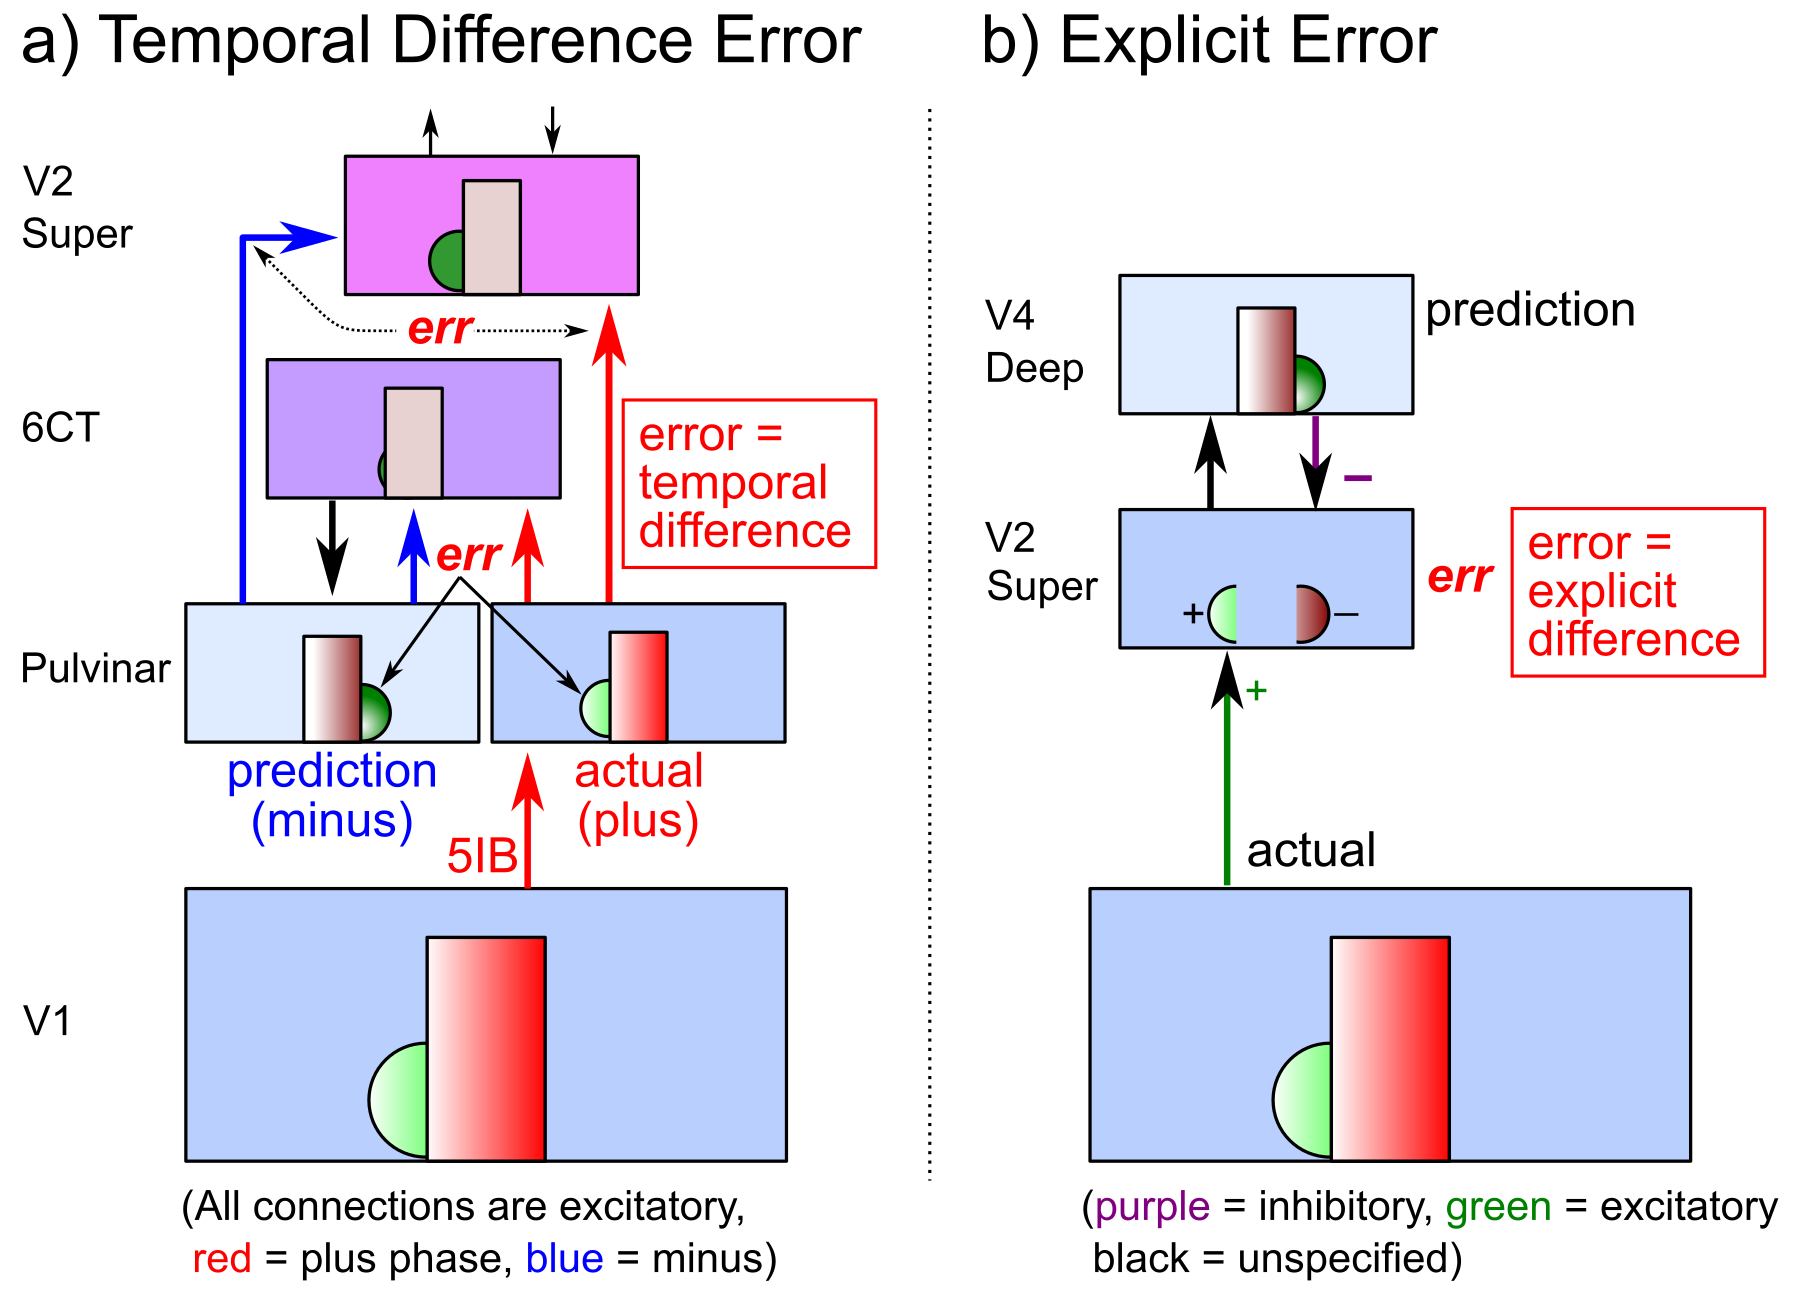 a) Temporal Difference Error
V2
Super
err
6CT
error =
temporal
difference
err
Pulvinar
prediction
(minus)
actual
(plus)
5IB
V1
(All connections are excitatory,
red = plus phase, blue = minus)
b) Explicit Error
V4
Deep
prediction
–
V2
Super
+
–
err
error =
explicit
difference
+
actual
(purple = inhibitory, green = excitatory
black = unspecified)